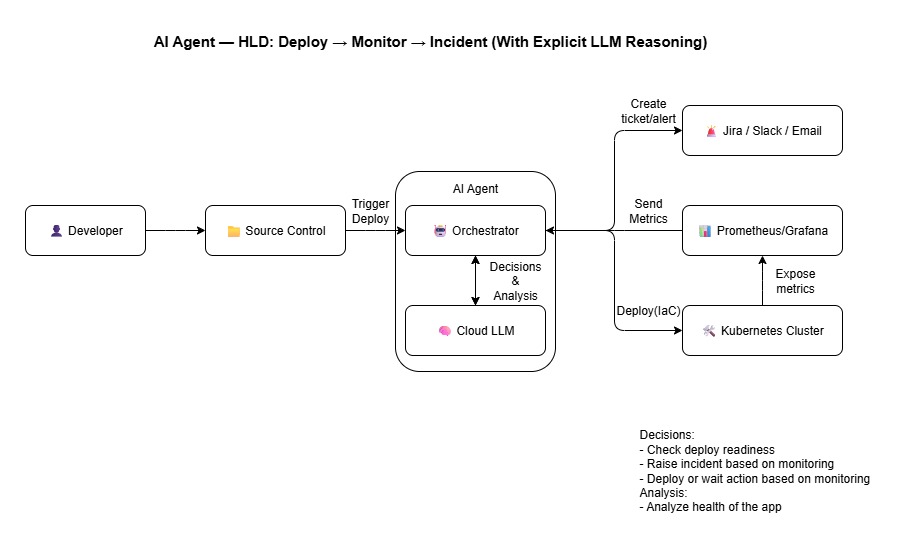 AI Agent — HLD: Deploy → Monitor → Incident (With Explicit LLM Reasoning)
Create
ticket/alert
Jira / Slack / Email
AI Agent
Developer
Source Control
Trigger
Deploy
Orchestrator
Send
Metrics
Prometheus/Grafana
Decisions
&
Analysis
Expose
metrics
Cloud LLM
Deploy(IaC)
Kubernetes Cluster
Decisions:
- Check deploy readiness
- Raise incident based on monitoring
- Deploy or wait action based on monitoring
Analysis:
- Analyze health of the app